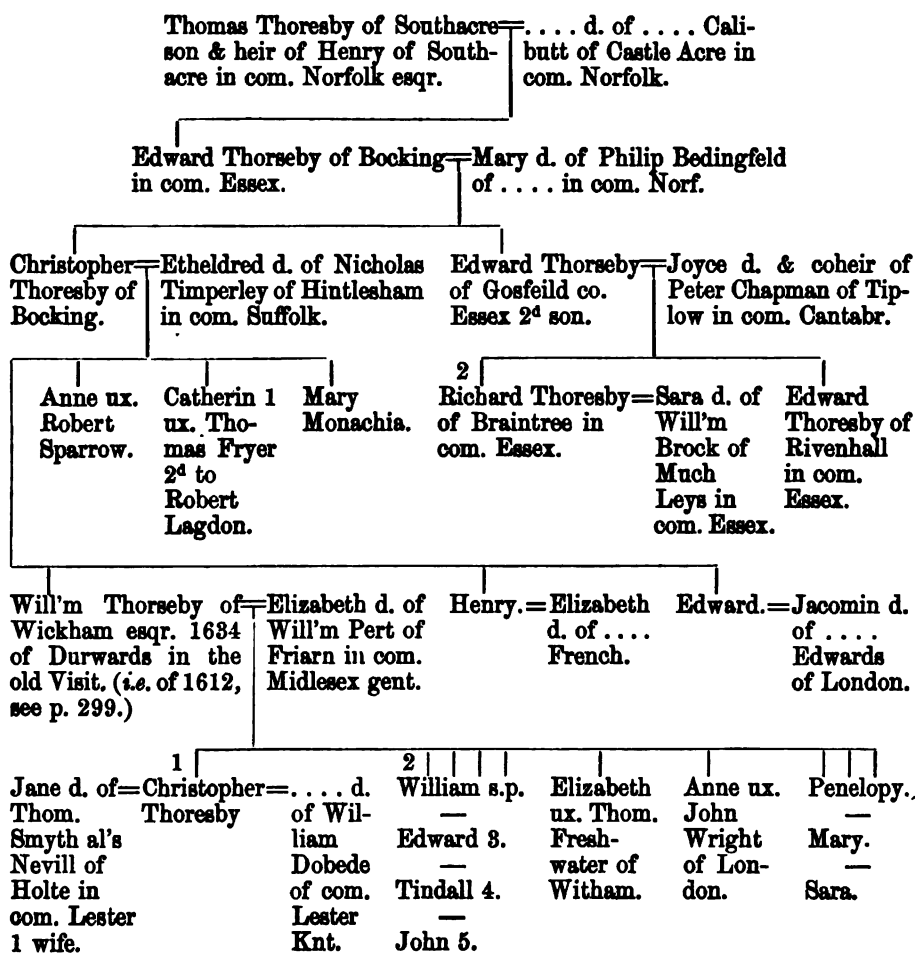 Thomas Thoresby of Southacre=.... d. of .... Cali-
son & heir of Henry of South- butt of Castle Acre in
acre in com. Norfolk esqr. com. Norfolk.
Edward Thorseby of Bocking=Mary d. of Philip Bedingfeld
in com. Essex. of .... in com. Norf.
Christopher=Etheldred d. of Nicholas
Thoresby of Timperley of Hintlesham
Bocking. in com. Suffolk.
Edward Thorseby=Joyce d. & coheir of
of Gosfeild co. Peter Chapman of Tip-
Essex 2d son. low in com. Cantabr.
Anne ux.
Robert
Sparrow.
Catherin 1
ux. Tho-
mas Fryer
2d to
Robert
Lagdon.
Mary
Monachia.
2
Richard Thoresby=
of Braintree in
com. Essex.
Sara d. of
Will'm
Brock of
Much
Leys in
com. Essex.
Edward
Thoresby of
Rivenhall
in com.
Essex.
Will'm Thorseby of=
Wickham esqr. 1634
of Durwards in the
old Visit. (i.e. of 1612,
see p. 299.)
Elizabeth d. of
Will'm Pert of
Friarn in com.
Midlesex gent.
Henry.=Elizabeth
d. of ....
French.
Edward.=Jacomin d.
of ....
Edwards
of London.
Jane d. of=
Thom.
Smyth al's
Nevill of
Holte in
com. Lester
1 wife.
1
Christopher=
Thoresby
.... d.
of Wil-
liam
Dobede
of com.
Lester
Knt.
2
William s.p.
—
Edward 3.
—
Tindall 4.
—
John 5.
Elizabeth
ux. Thom.
Fresh-
water of
Witham.
Anne ux.
John
Wright
of Lon-
don.
Penelopy.
—
Mary.
—
Sara.